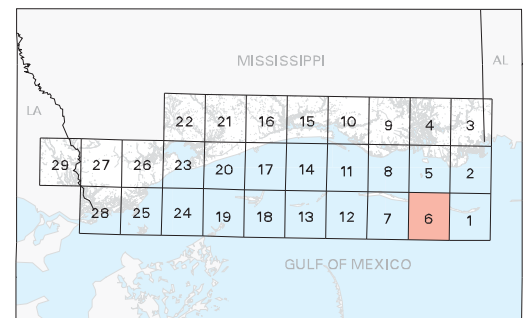 MISSISSIPPI
AL
LA
22 21 16 15 10 9 4 3
29 27 26 23 20 17 14 11 8 5 2
28 25 24 19 18 13 12 7 6 1
GULF OF MEXICO